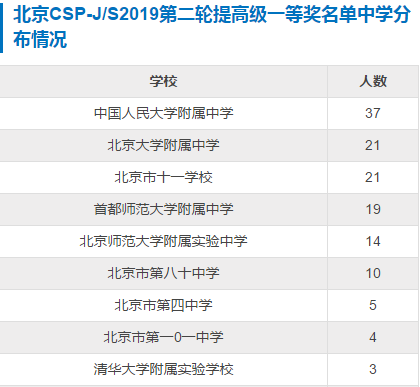 北京CSP-J/S2019第二轮提高级一等奖名单中学分
布情况
学校 人数
中国人民大学附属中学 37
北京大学附属中学 21
北京市十一学校 21
首都师范大学附属中学 19
北京师范大学附属实验中学 14
北京市第八十中学 10
北京市第四中学 5
北京市第一0一中学 4
清华大学附属实验学校 3